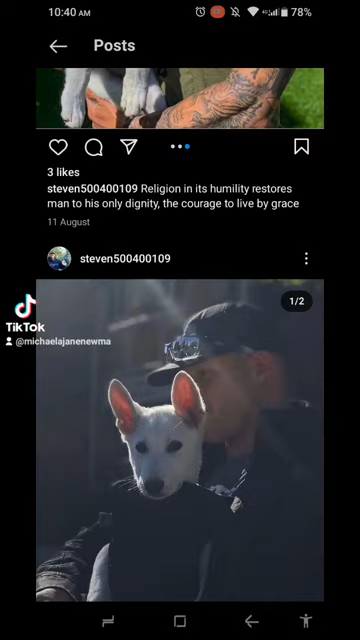 10:40 AM
4G
78%
Posts
3 likes
steven500400109 Religion in its humility restores
man to his only dignity, the courage to live by grace
11 August
steven500400109
1/2
TikTok
@michaelajanenewma